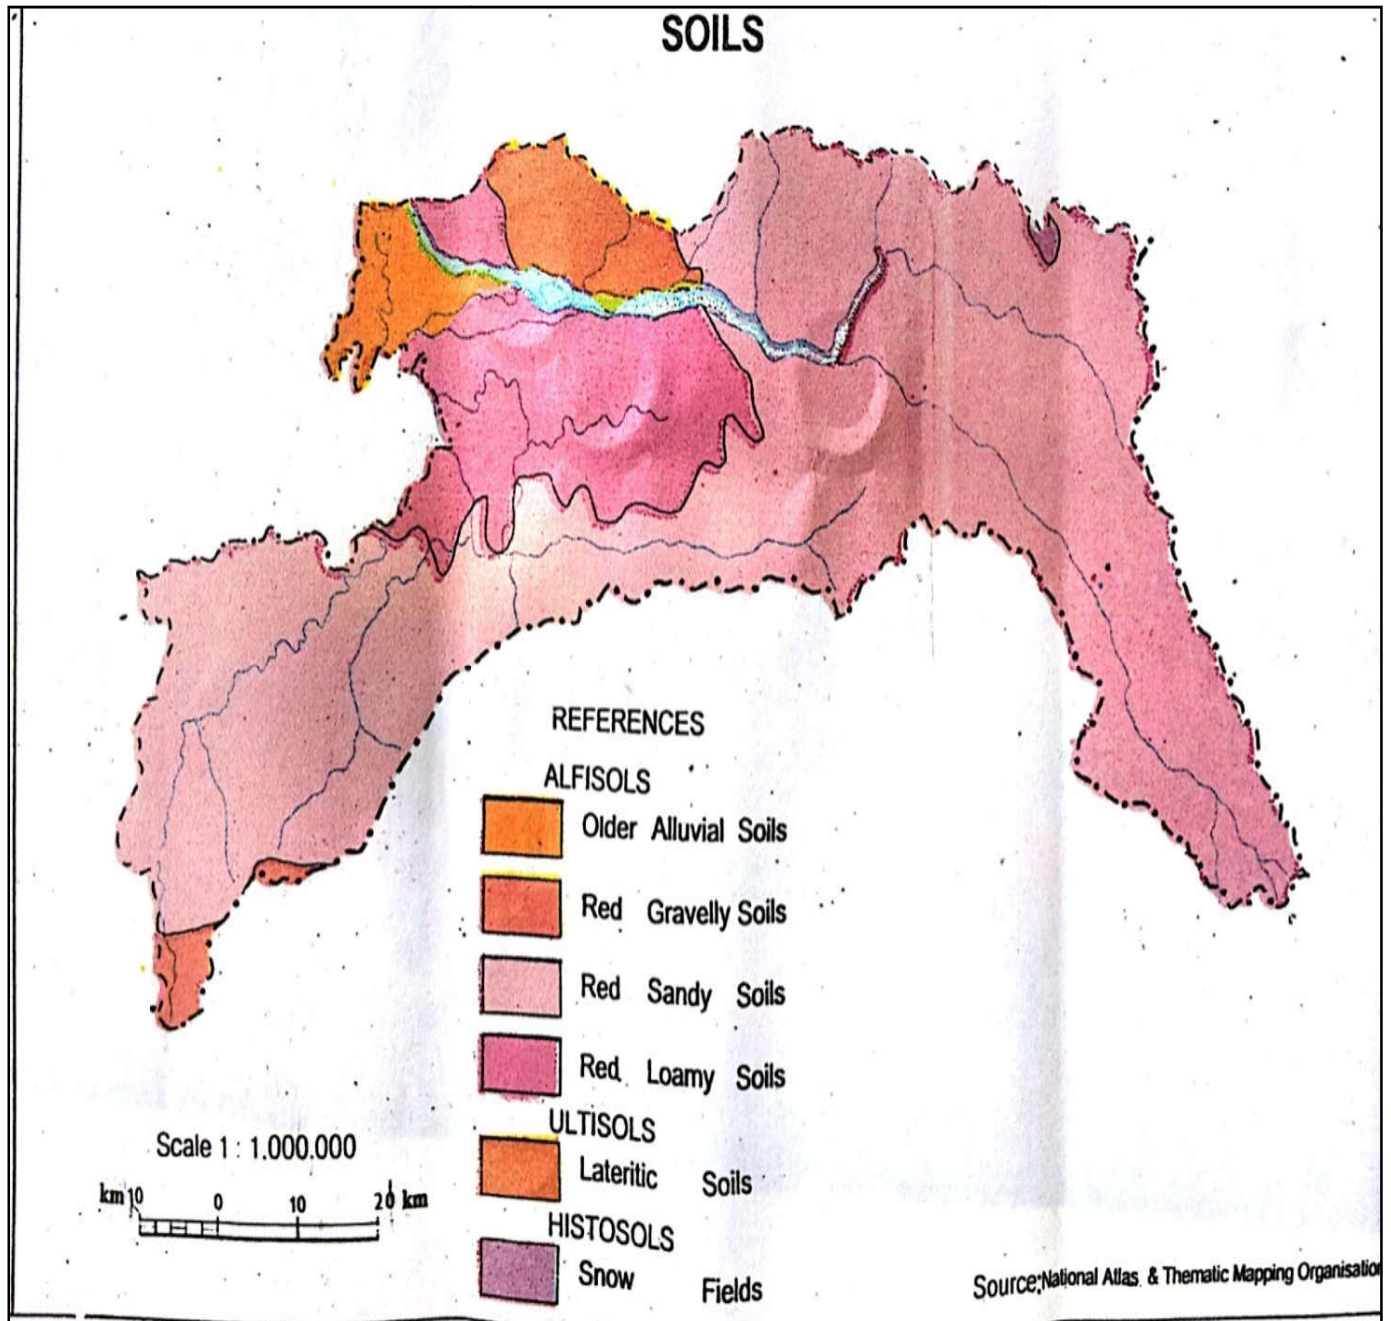 SOILS
REFERENCES
ALFISOLS
Older Alluvial Soils
Red Gravelly Soils
Red Sandy Soils
Red Loamy Soils
ULTISOLS
Lateritic Soils
HISTOSOLS
Snow Fields
Scale 1 : 1.000.000
km 10 0 10 20 km
Source; National Atlas & Thematic Mapping Organisation